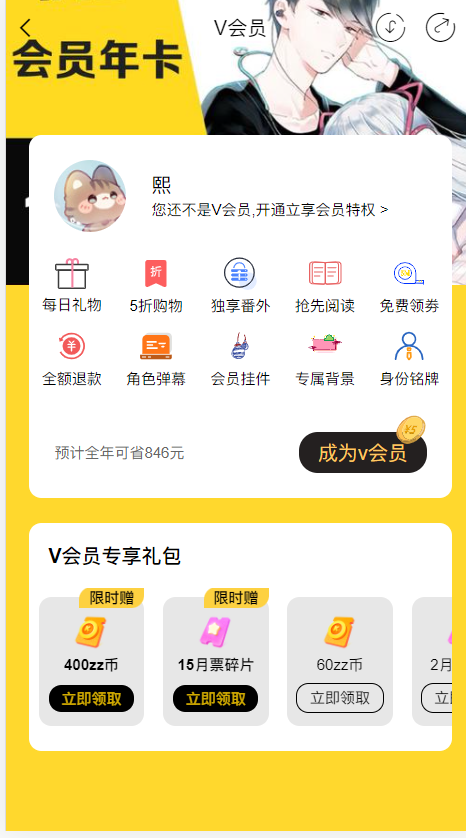 V会员
会员年卡
熙
您还不是V会员,开通立享会员特权 >
每日礼物 5折购物 独享番外 抢先阅读 免费领劵
全额退款 角色弹幕 会员挂件 专属背景 身份铭牌
预计全年可省846元 成为v会员
V会员专享礼包
限时赠 限时赠
400zz币 15月票碎片 60zz币 2月
立即领取 立即领取 立即领取 立即